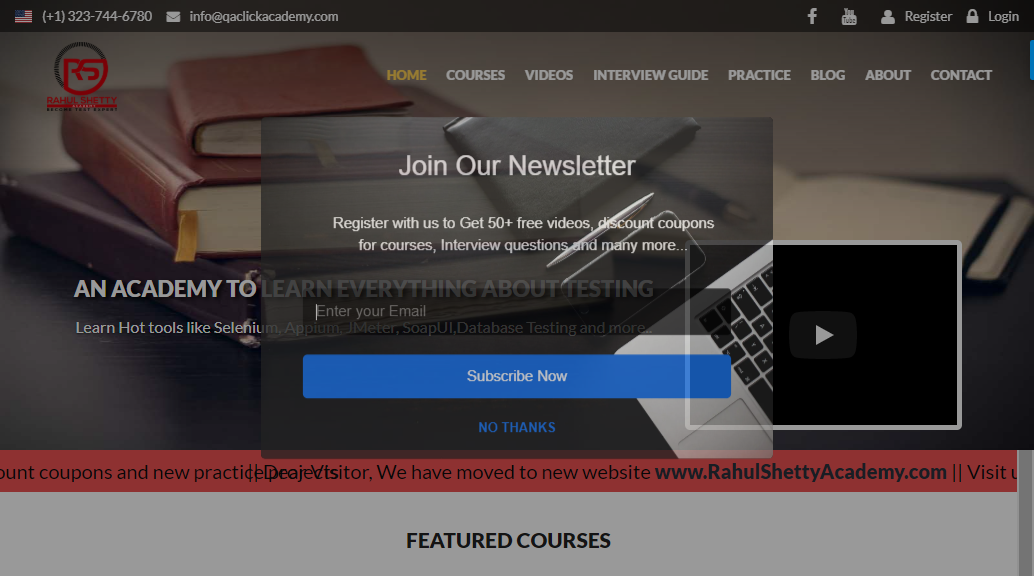 (+1) 323-744-6780 info@qaclickacademy.com Register Login
RS
RAHUL SHETTY
ACADEMY
HOME COURSES VIDEOS INTERVIEW GUIDE PRACTICE BLOG ABOUT CONTACT
Join Our Newsletter
Register with us to Get 50+ free videos, discount coupons
for courses, Interview questions and many more...
AN ACADEMY TO LEARN EVERYTHING ABOUT TESTING
Enter your Email
Learn Hot tools like Selenium, Appium, JMeter, SoapUI,Database Testing and more..
Subscribe Now
NO THANKS
ount coupons and new practice projects
|| Dear Visitor, We have moved to new website www.RahulShettyAcademy.com || Visit u
FEATURED COURSES